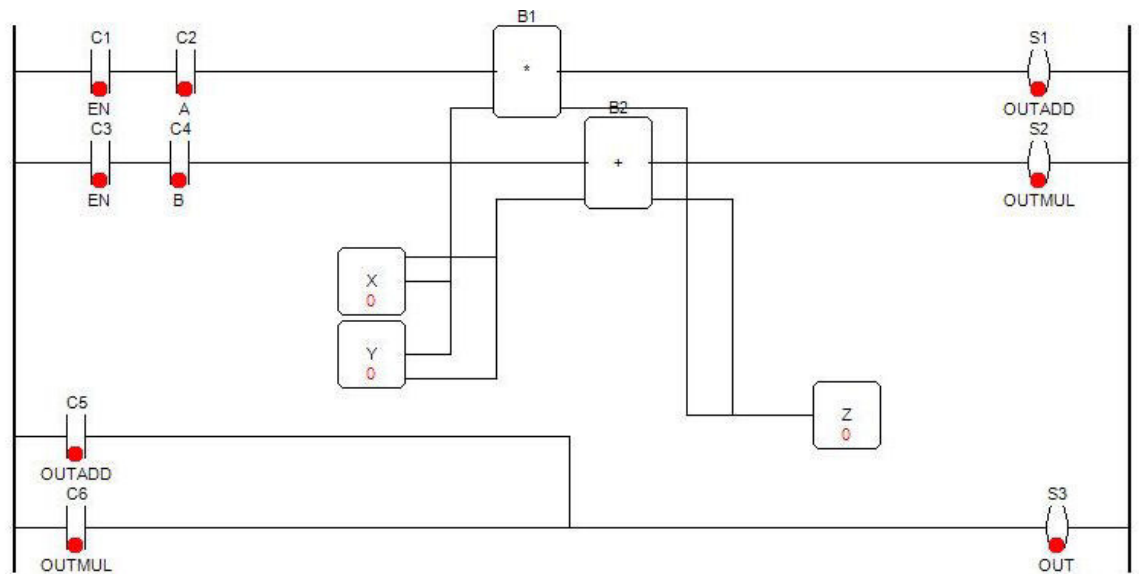 B1
C1 C2 S1
*
EN A OUTADD
B2
C3 C4 S2
+
EN B OUTMUL
X
0
Y
0
C5
Z
0
OUTADD
C6 S3
OUTMUL OUT